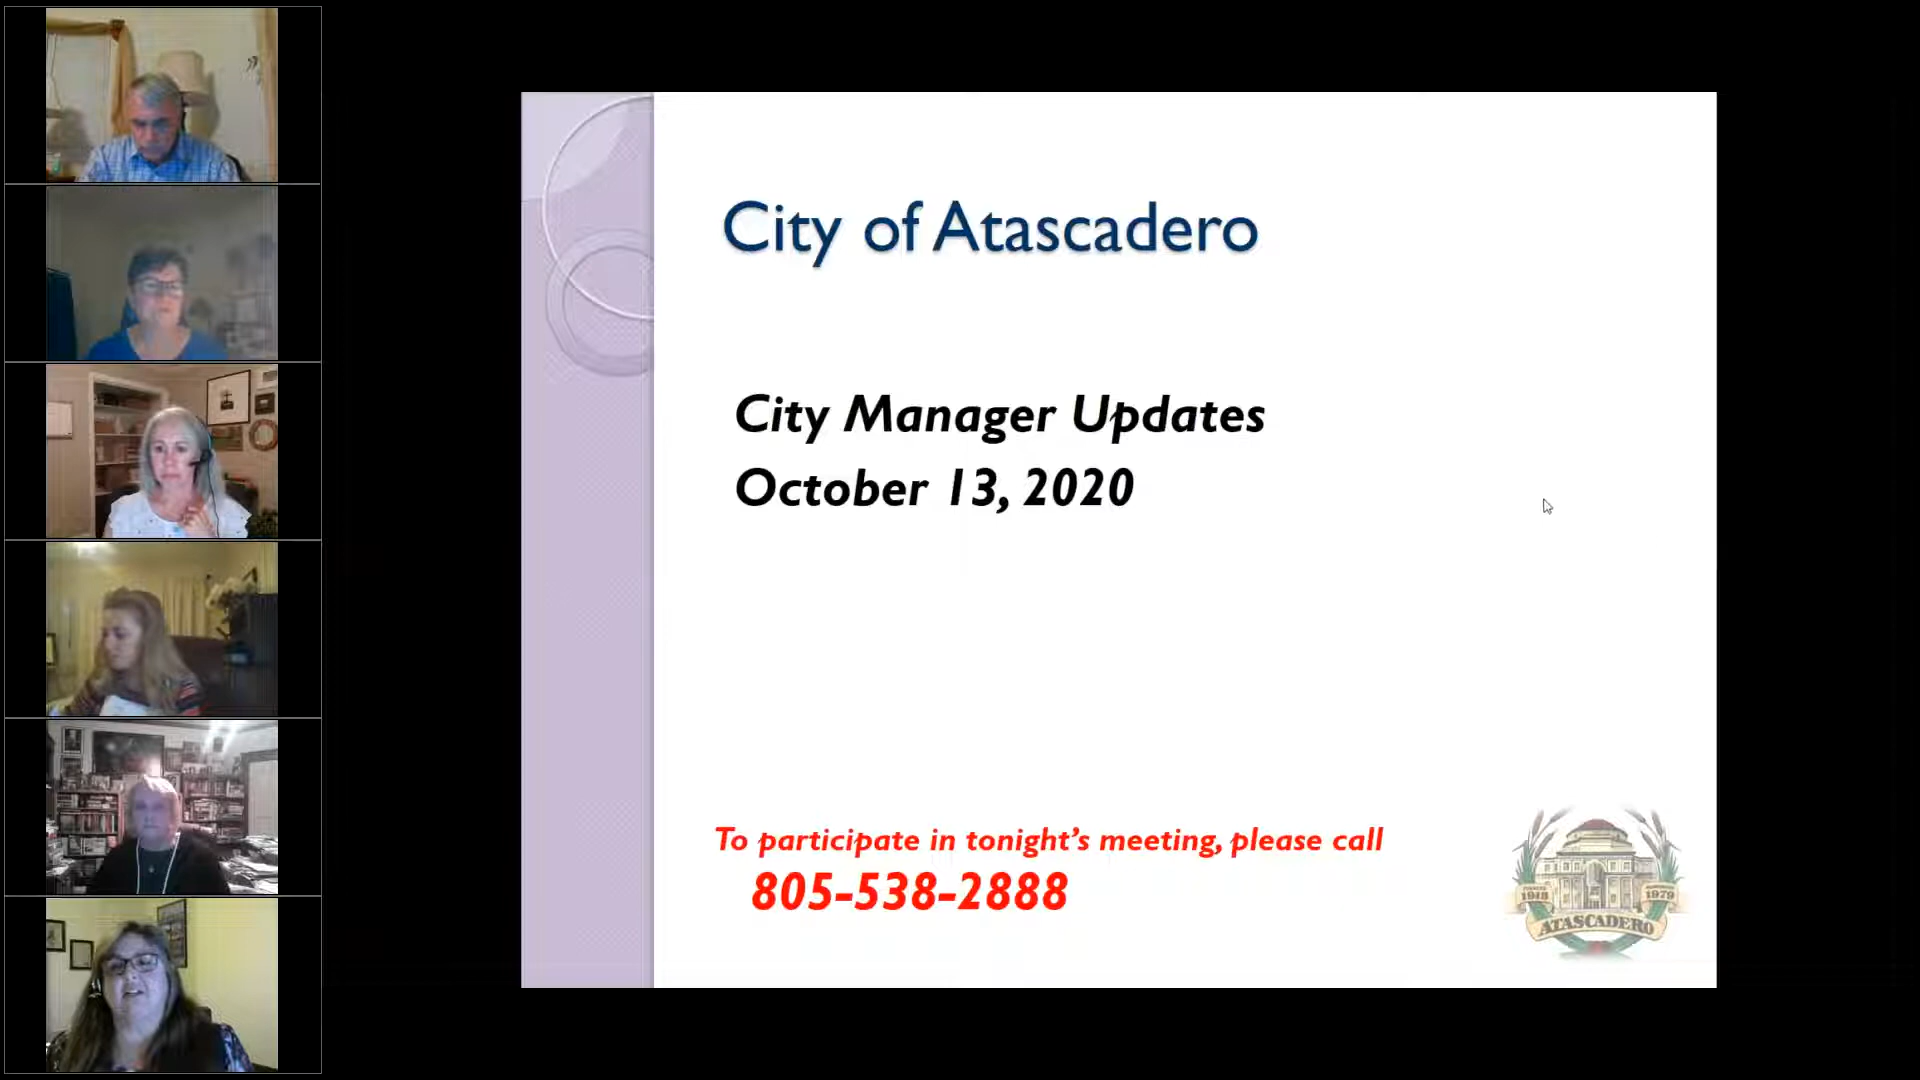 City of Atascadero
City Manager Updates
October 13, 2020
To participate in tonight's meeting, please call
805-538-2888
1913
1979
ATASCADERO